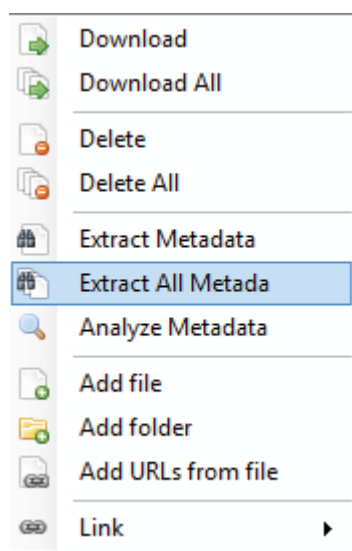 Download
Download All
Delete
Delete All
Extract Metadata
Extract All Metada
Analyze Metadata
Add file
Add folder
Add URLs from file
Link